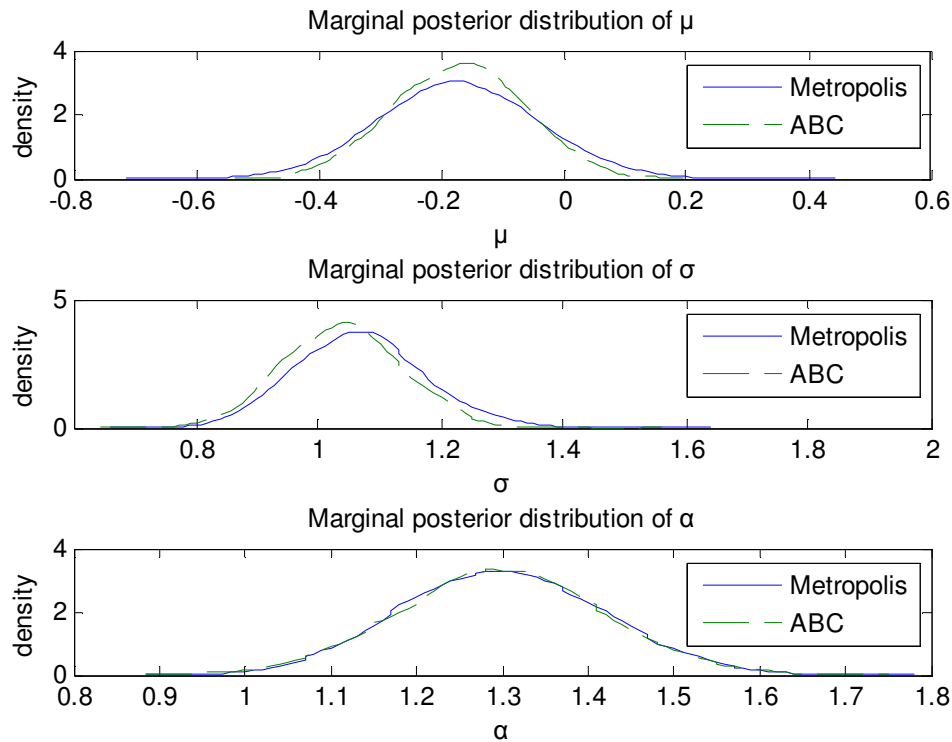 Marginal posterior distribution of μ
4
2
0
density
Metropolis
ABC
-0.8 -0.6 -0.4 -0.2 0 0.2 0.4 0.6
μ
Marginal posterior distribution of σ
5
0
density
Metropolis
ABC
0.8 1 1.2 1.4 1.6 1.8 2
σ
Marginal posterior distribution of α
4
2
0
density
Metropolis
ABC
0.8 0.9 1 1.1 1.2 1.3 1.4 1.5 1.6 1.7 1.8
α